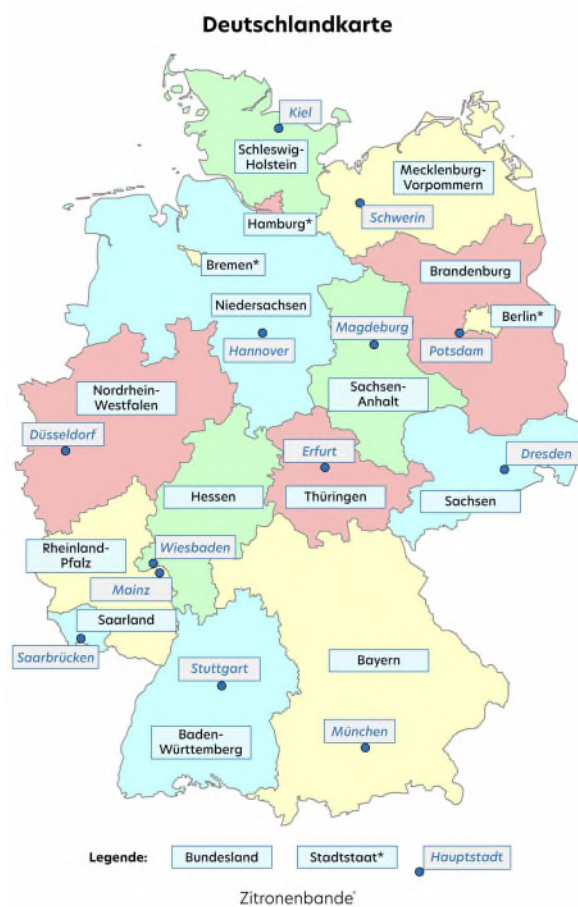 Deutschlandkarte
Kiel
Schleswig-
Holstein
Mecklenburg-
Vorpommern
Schwerin
Hamburg*
Bremen*
Brandenburg
Niedersachsen
Berlin*
Magdeburg
Hannover
Potsdam
Nordrhein-
Westfalen
Sachsen-
Anhalt
Düsseldorf
Erfurt
Dresden
Hessen
Thüringen
Sachsen
Rheinland-
Pfalz
Wiesbaden
Mainz
Saarland
Saarbrücken
Stuttgart
Bayern
Baden-
Württemberg
München
Legende: Bundesland Stadtstaat* Hauptstadt
Zitronenbande®